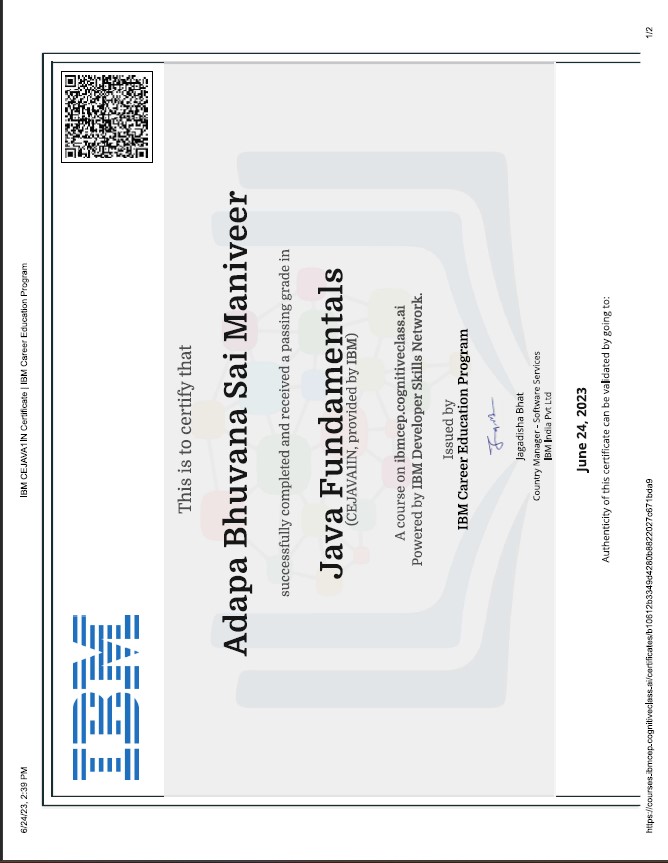 6/24/23, 2:39 PM
IBM CEJAVA1IN Certificate | IBM Career Education Program
IBM
This is to certify that
Adapa Bhuvana Sai Maniveer
successfully completed and received a passing grade in
Java Fundamentals
(CEJAVAIIN, provided by IBM)
A course on ibmcep.cognitiveclass.ai
Powered by IBM Developer Skills Network.
Issued by
IBM Career Education Program
Jagadisha Bhat
Country Manager - Software Services
IBM India Pvt Ltd
June 24, 2023
Authenticity of this certificate can be validated by going to:
https://courses.ibmcep.cognitiveclass.ai/certificates/b10612b3349d4280b8822027c671bda9
1/2